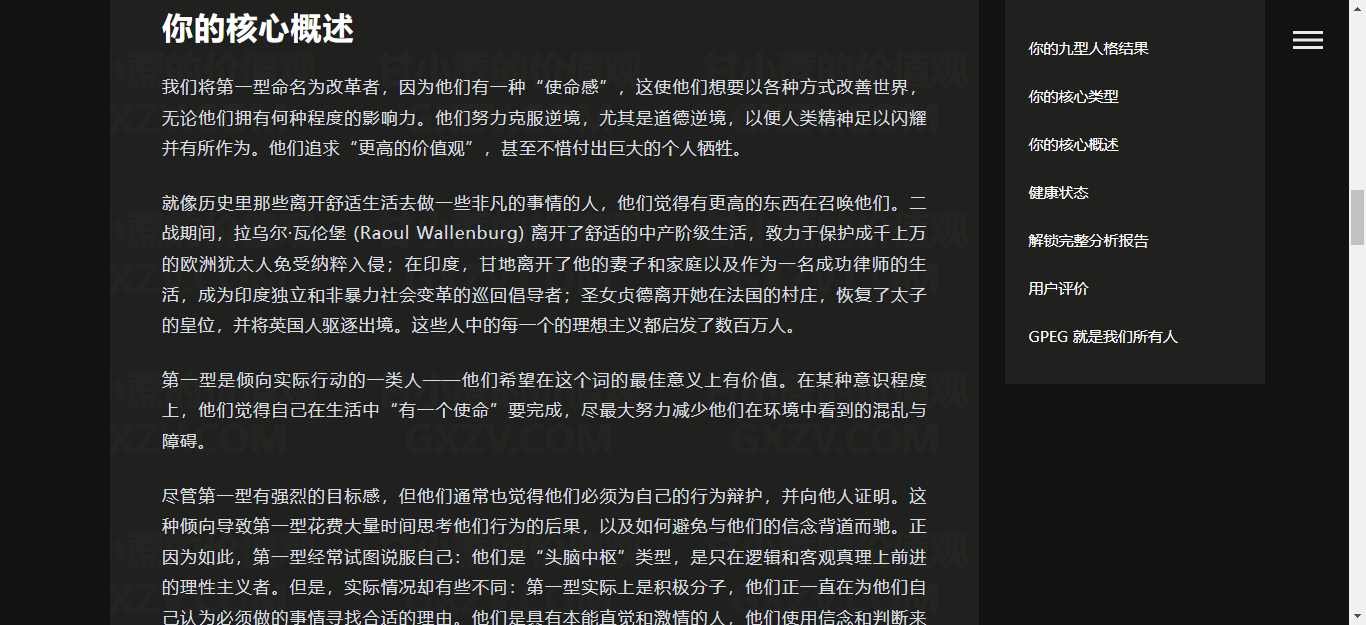 你的核心概述
我们将第一型命名为改革者，因为他们有一种“使命感”，这使他们想要以各种方式改善世界，
无论他们拥有何种程度的影响力。他们努力克服逆境，尤其是道德逆境，以便人类精神足以闪耀
并有所作为。他们追求“更高的价值观”，甚至不惜付出巨大的个人牺牲。
就像历史里那些离开舒适生活去做一些非凡的事情的人，他们觉得有更高的东西在召唤他们。二
战期间，拉乌尔·瓦伦堡 (Raoul Wallenburg) 离开了舒适的中产阶级生活，致力于保护成千上万
的欧洲犹太人免受纳粹入侵；在印度，甘地离开了他的妻子和家庭以及作为一名成功律师的生
活，成为印度独立和非暴力社会变革的巡回倡导者；圣女贞德离开她在法国的村庄，恢复了太子
的皇位，并将英国人驱逐出境。这些人中的每一个的理想主义都启发了数百万人。
第一型是倾向实际行动的一类人——他们希望在这个词的最佳意义上有价值。在某种意识程度
上，他们觉得自己在生活中“有一个使命”要完成，尽最大努力减少他们在环境中看到的混乱与
障碍。
尽管第一型有强烈的目标感，但他们通常也觉得他们必须为自己的行为辩护，并向他人证明。这
种倾向导致第一型花费大量时间思考他们行为的后果，以及如何避免与他们的信念背道而驰。正
因为如此，第一型经常试图说服自己：他们是“头脑中枢”类型，是只在逻辑和客观真理上前进
的理性主义者。但是，实际情况却有些不同：第一型实际上是积极分子，他们正一直在为他们自
己认为必须做的事情寻找合适的理由。他们是具有本能直觉和激情的人，他们使用信念和判断来
你的九型人格结果
你的核心类型
你的核心概述
健康状态
解锁完整分析报告
用户评价
GPEG 就是我们所有人
GXZV.COM